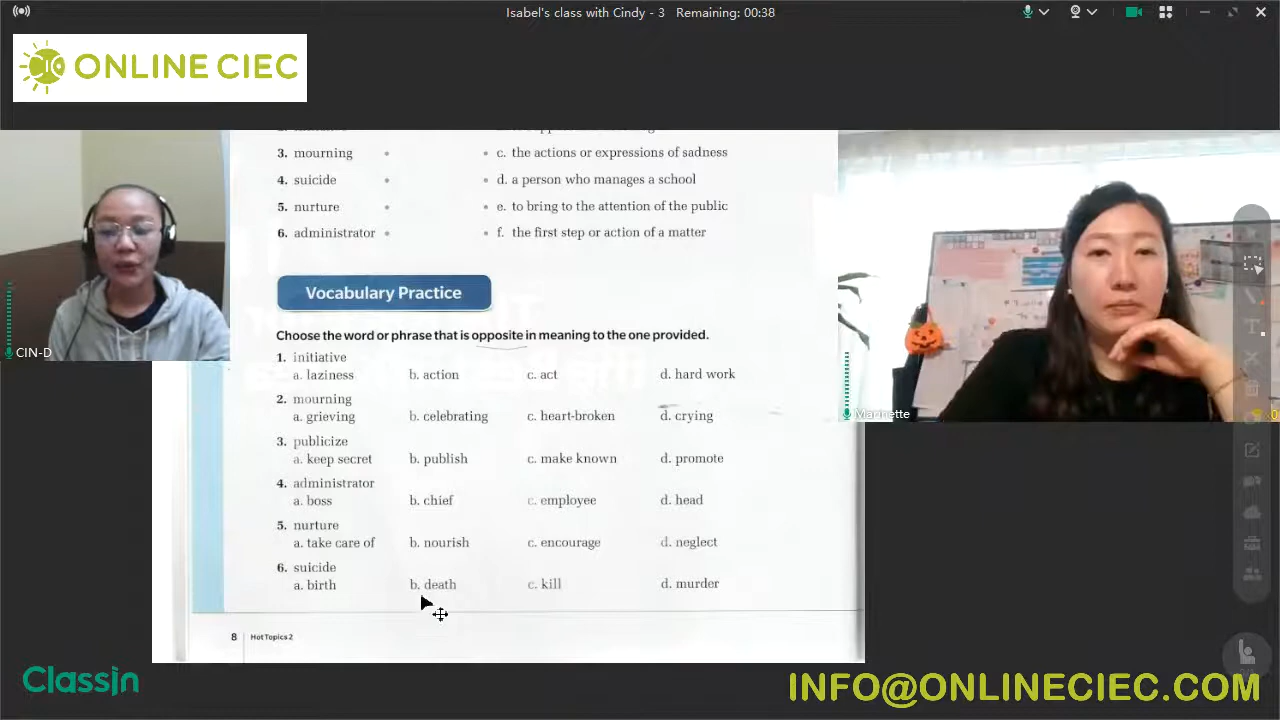 Isabel's class with Cindy - 3 Remaining: 00:38
ONLINE CIEC
3. mourning c. the actions or expressions of sadness
4. suicide d. a person who manages a school
5. nurture e. to bring to the attention of the public
6. administrator f. the first step or action of a matter
Vocabulary Practice
Choose the word or phrase that is opposite in meaning to the one provided.
1. initiative
a. laziness b. action c. act d. hard work
2. mourning
a. grieving b. celebrating c. heart-broken d. crying
3. publicize
a. keep secret b. publish c. make known d. promote
4. administrator
a. boss b. chief c. employee d. head
5. nurture
a. take care of b. nourish c. encourage d. neglect
6. suicide
a. birth b. death c. kill d. murder
8 Hot Topics 2
CIN-D
Mannette
ClassIn
INFO@ONLINECIEC.COM